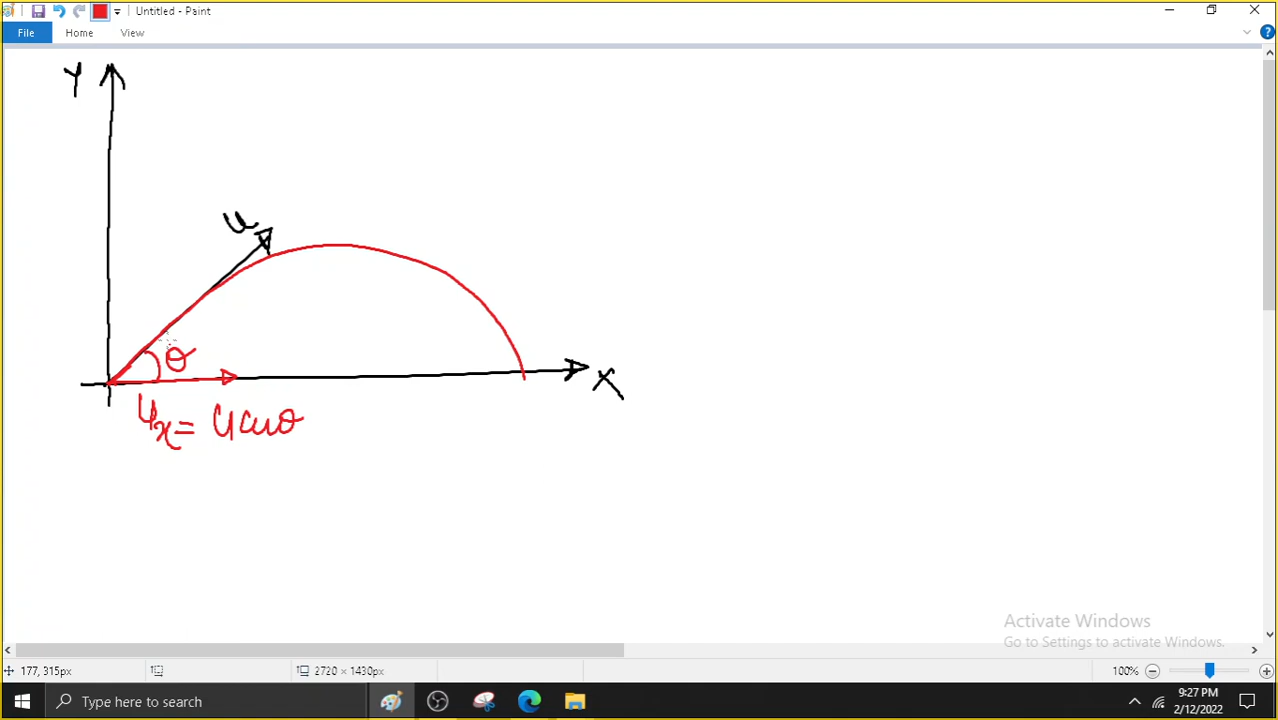 Untitled - Paint
File Home View
Y
u
θ
X
ux = u cosθ
Activate Windows
Go to Settings to activate Windows.
177, 315px
2720 × 1430px
100%
Type here to search
9:27 PM
2/12/2022